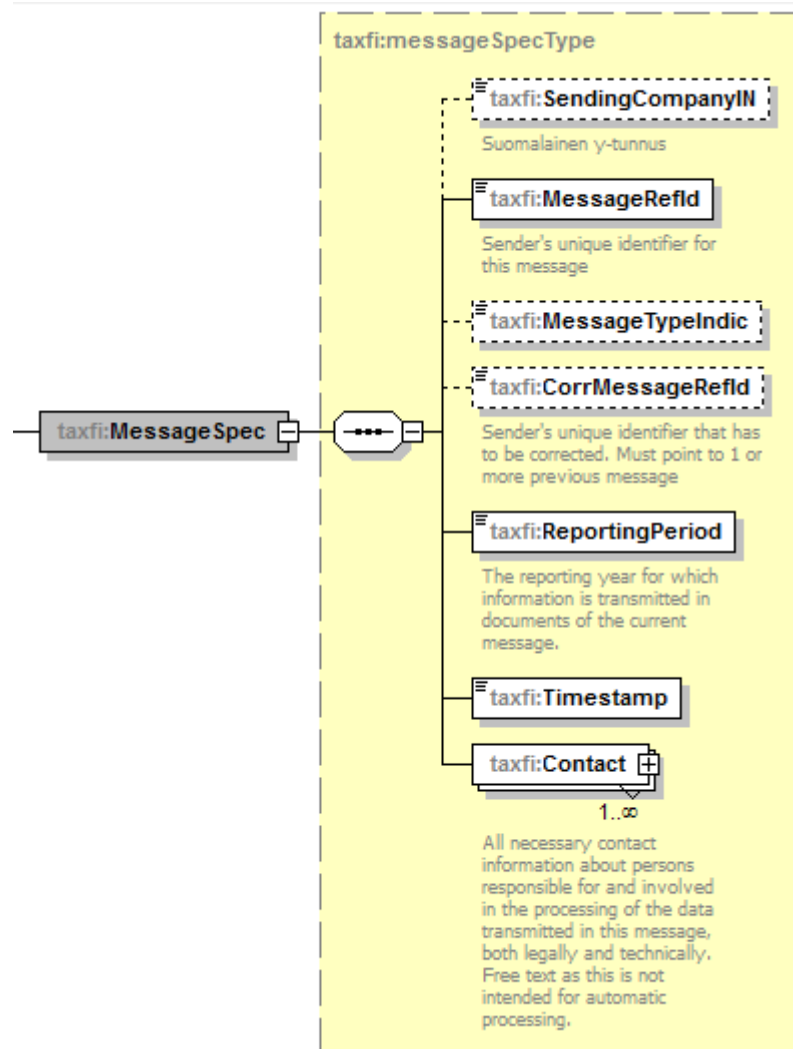 taxfi:messageSpecType
taxfi:SendingCompanyIN
Suomalainen y-tunnus
taxfi:MessageRefId
Sender's unique identifier for
this message
taxfi:MessageTypeIndic
taxfi:CorrMessageRefId
Sender's unique identifier that has
to be corrected. Must point to 1 or
more previous message
taxfi:MessageSpec
taxfi:ReportingPeriod
The reporting year for which
information is transmitted in
documents of the current
message.
taxfi:Timestamp
taxfi:Contact
1..∞
All necessary contact
information about persons
responsible for and involved
in the processing of the data
transmitted in this message,
both legally and technically.
Free text as this is not
intended for automatic
processing.